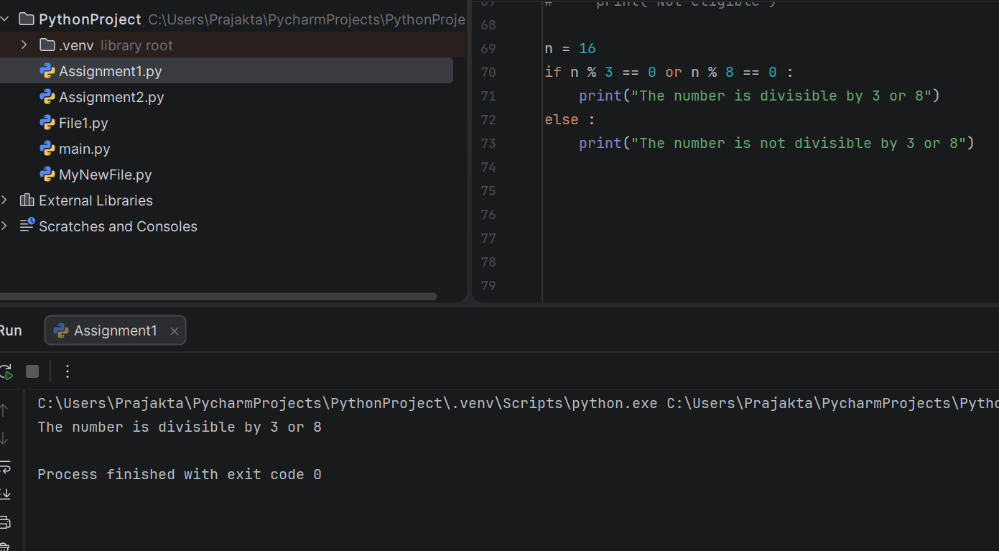 PythonProject C:\Users\Prajakta\PycharmProjects\PythonProje
.venv library root
Assignment1.py
Assignment2.py
File1.py
main.py
MyNewFile.py
External Libraries
Scratches and Consoles
67 # print("Not eligible")
68
69 n = 16
70 if n % 3 == 0 or n % 8 == 0 :
71 print("The number is divisible by 3 or 8")
72 else :
73 print("The number is not divisible by 3 or 8")
74
75
76
77
78
79
Run Assignment1
C:\Users\Prajakta\PycharmProjects\PythonProject\.venv\Scripts\python.exe C:\Users\Prajakta\PycharmProjects\Pytho
The number is divisible by 3 or 8
Process finished with exit code 0